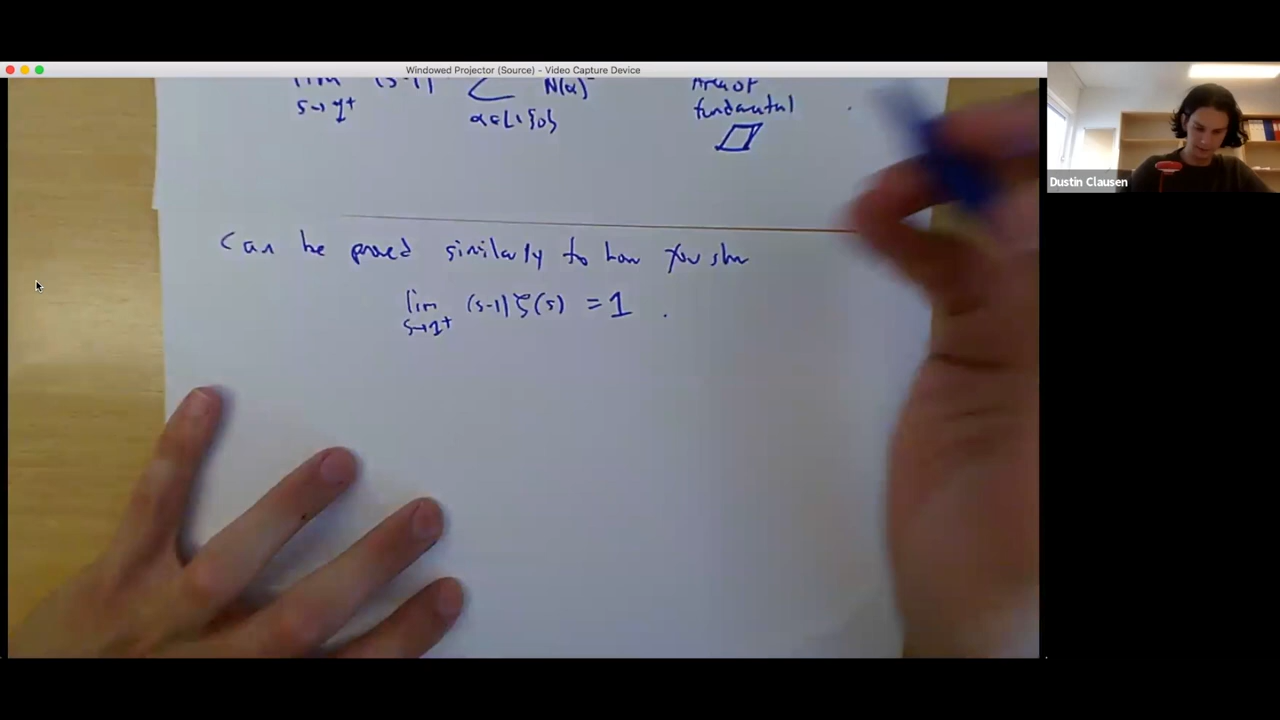 Windowed Projector (Source) - Video Capture Device
lim (s-1) ∑ N(α)
s→1⁺ α∈L\{0}
Area of
fundamental
Dustin Clausen
Can be proved similarly to how you show
lim (s-1) ζ(s) = 1.
s→1⁺